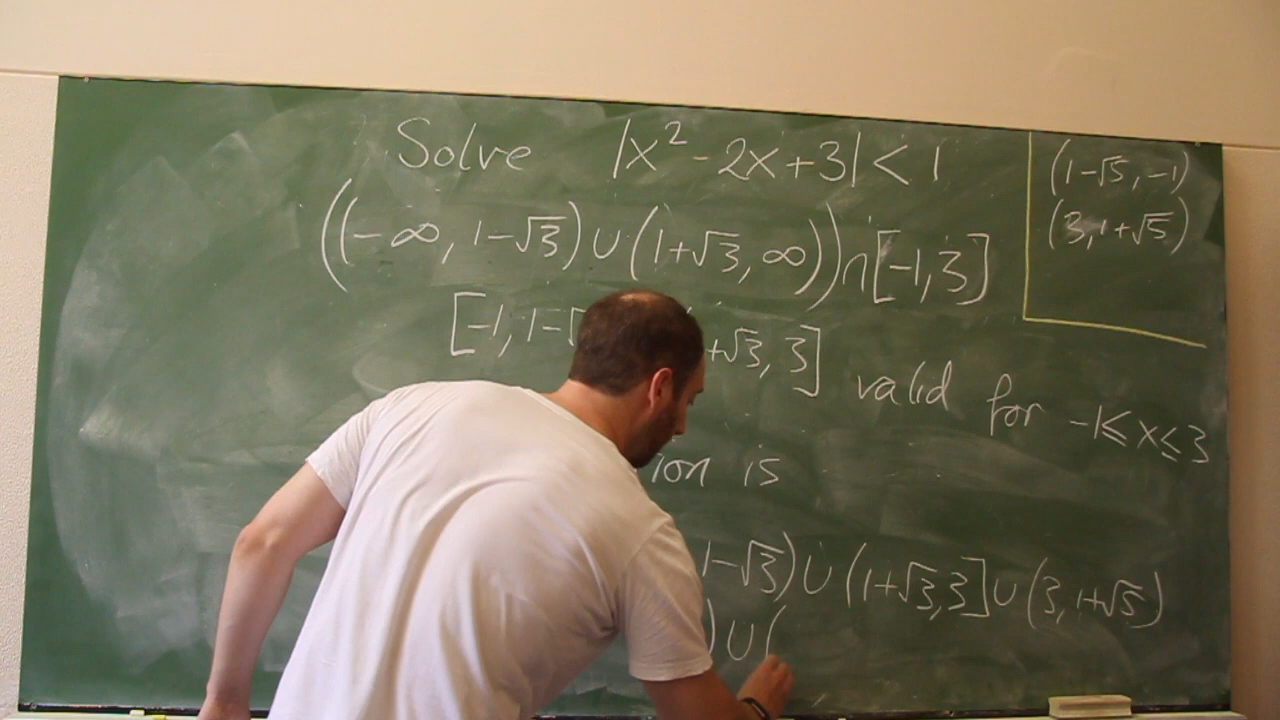 Solve |x² - 2x + 3| < 1
((-∞, 1-√3) ∪ (1+√3, ∞)) ∩ [-1, 3]
[-1, 1-√ +√3, 3] valid for -1 ≤ x ≤ 3
is
1-√3) ∪ (1+√3, 3] ∪ (3, 1+√5)
) ∪ (
(1-√5, -1)
(3, 1+√5)